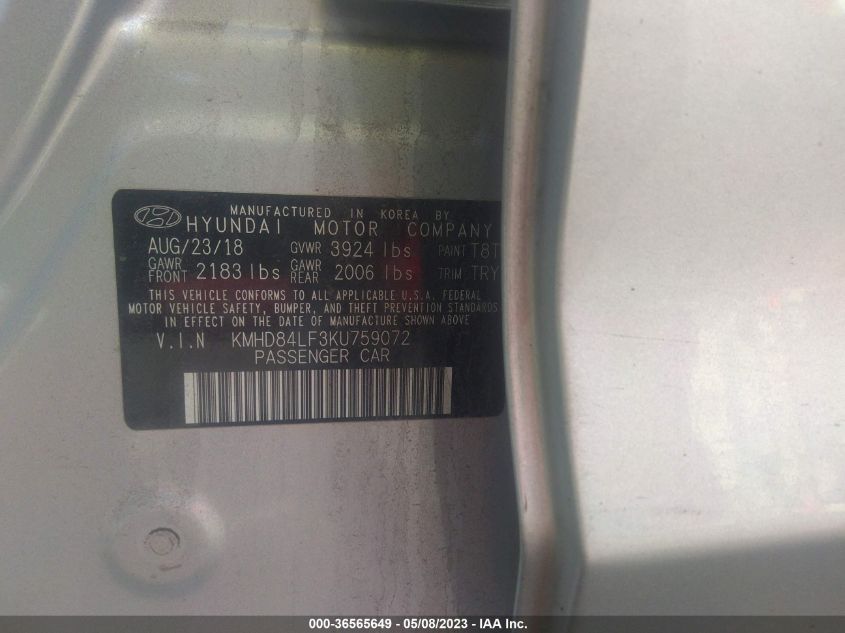 MANUFACTURED IN KOREA BY
HYUNDAI MOTOR COMPANY
AUG/23/18 GVWR 3924 lbs PAINT T8T
GAWR FRONT 2183 lbs GAWR REAR 2006 lbs TRIM TRY
THIS VEHICLE CONFORMS TO ALL APPLICABLE U.S.A. FEDERAL
MOTOR VEHICLE SAFETY, BUMPER, AND THEFT PREVENTION STANDARDS
IN EFFECT ON THE DATE OF MANUFACTURE SHOWN ABOVE
V.I.N KMHD84LF3KU759072
PASSENGER CAR
000-36565649 - 05/08/2023 - IAA Inc.